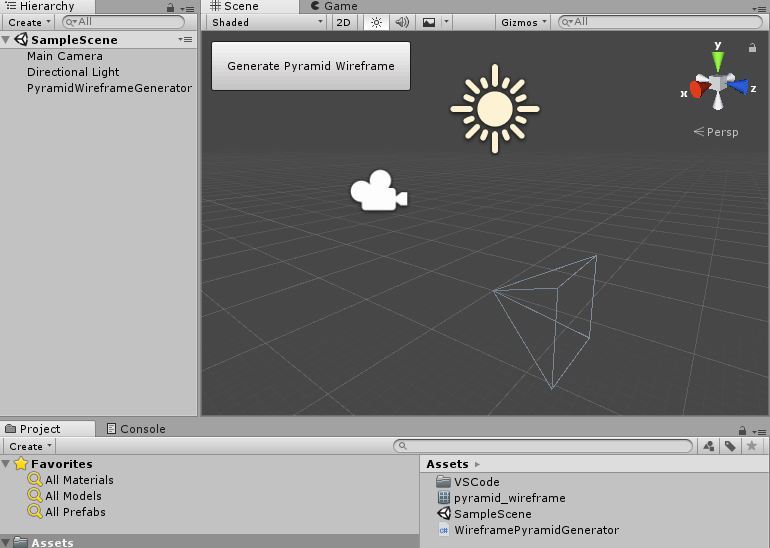 Hierarchy
Create All
SampleScene
Main Camera
Directional Light
PyramidWireframeGenerator
Scene Game
Shaded 2D Gizmos All
Generate Pyramid Wireframe
y
x z
Persp
Project Console
Create
Favorites
All Materials
All Models
All Prefabs
Assets
Assets
VSCode
pyramid_wireframe
SampleScene
WireframePyramidGenerator